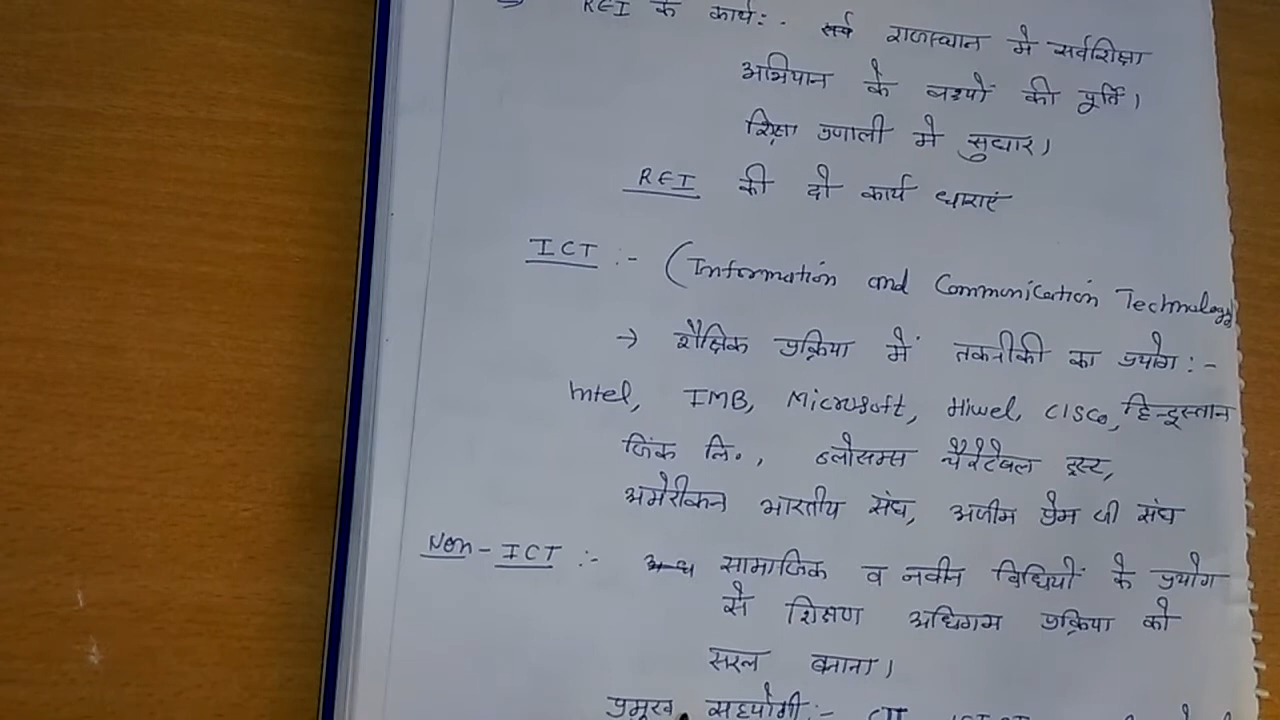 REI के कार्य :- राजस्थान मे सर्वशिक्षा
अभियान के लक्ष्यों की पूर्ति।
शिक्षा प्रणाली मे सुधार।
REI की दो कार्य धाराएं
ICT :- (Information and Communication Technology)
→ शैक्षिक प्रक्रिया में तकनीकी का प्रयोग :-
Intel, IMB, Microsoft, Hiwel, CISCO, हिन्दूस्तान
जिंक लि॰, ब्लोसम्स चैरेटेबल ट्रस्ट,
अमेरीकन भारतीय संघ, अजीम प्रेम जी संघ
Non - ICT :- सामाजिक व नवीन विधियों के प्रयोग
से शिक्षण अधिगम प्रक्रिया को
सरल बनाना।
प्रमुख सहयोगी :-